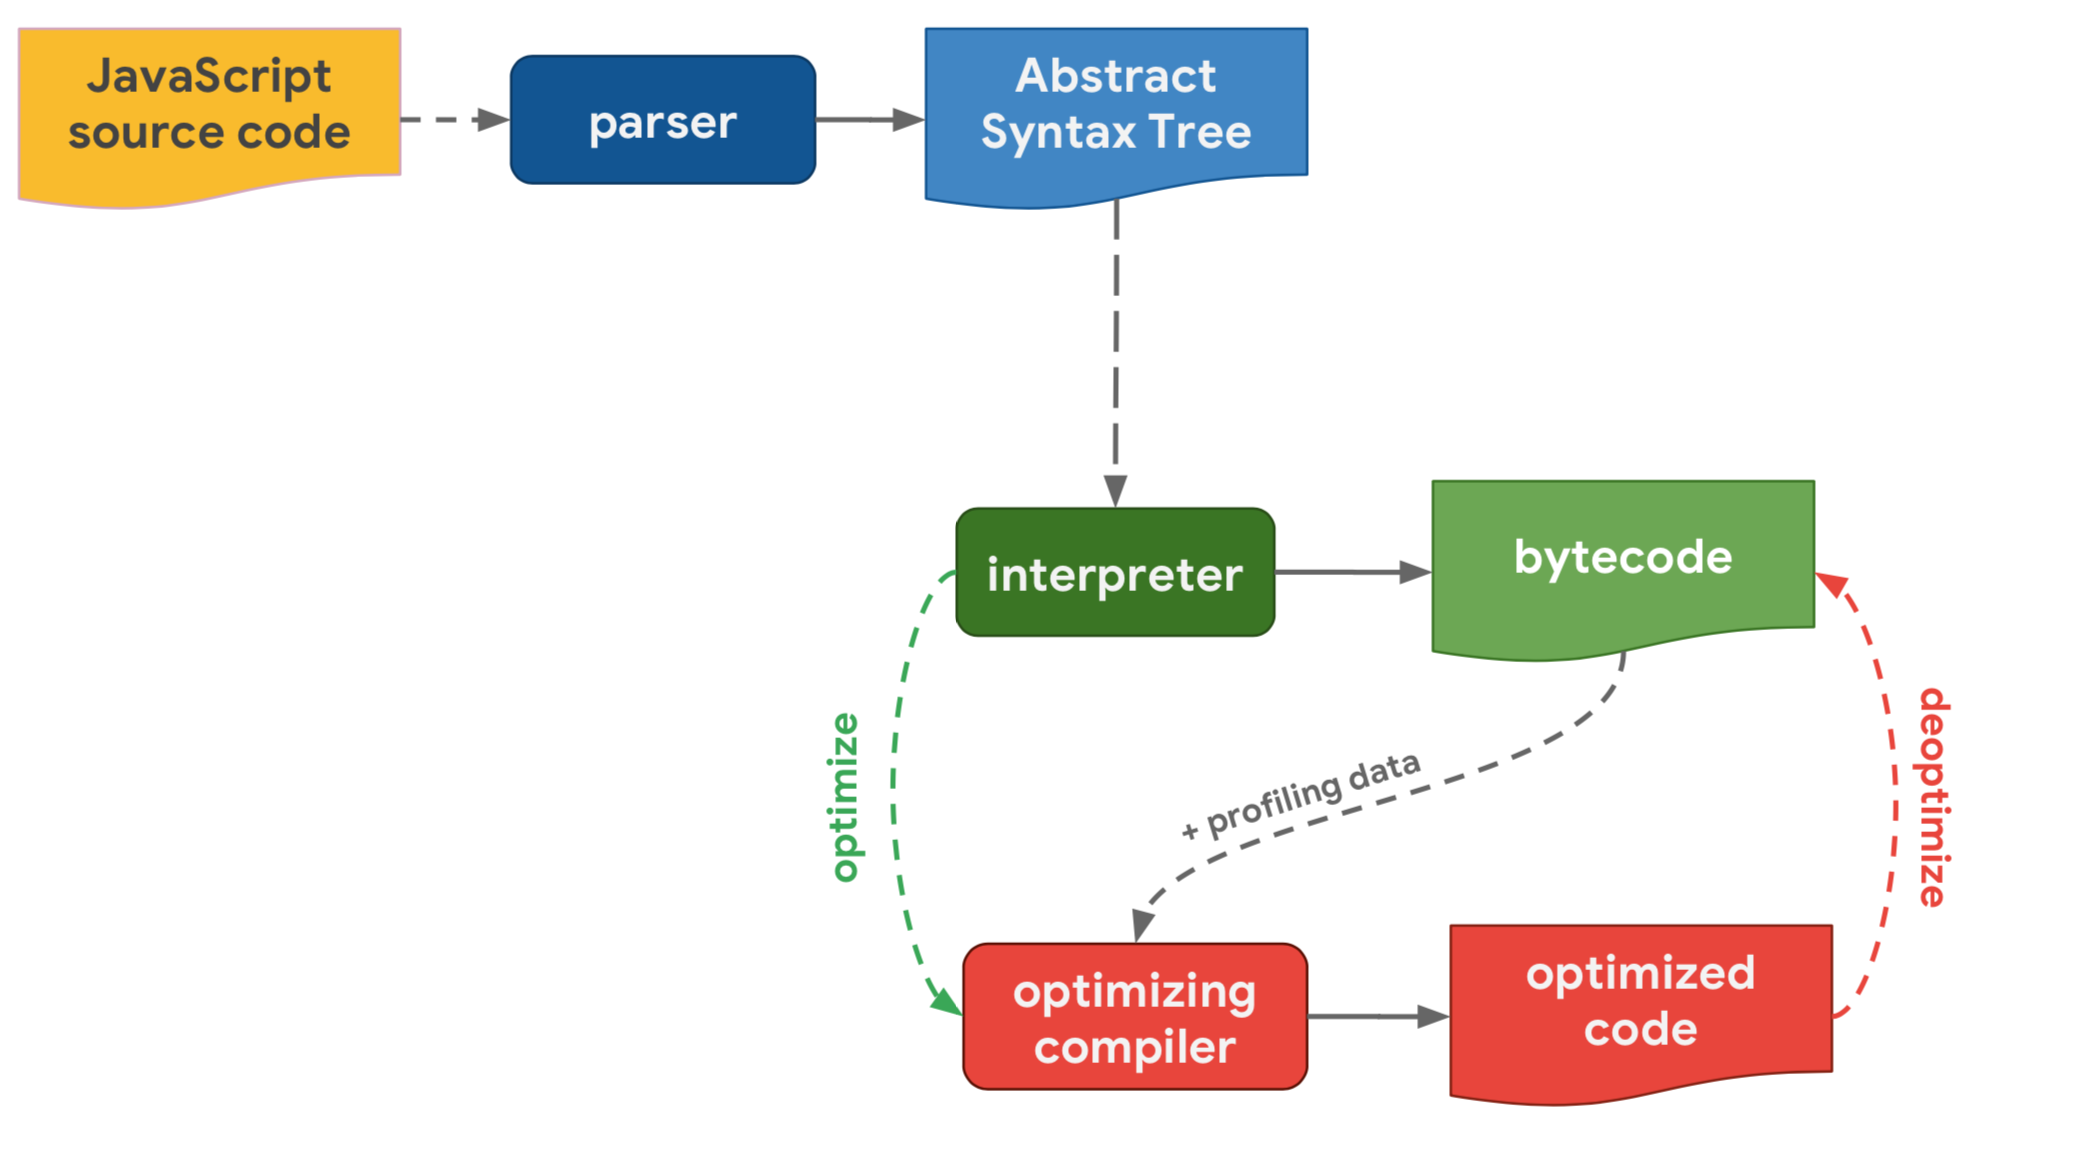 JavaScript
source code
parser
Abstract
Syntax Tree
interpreter
bytecode
optimize
+ profiling data
deoptimize
optimizing
compiler
optimized
code